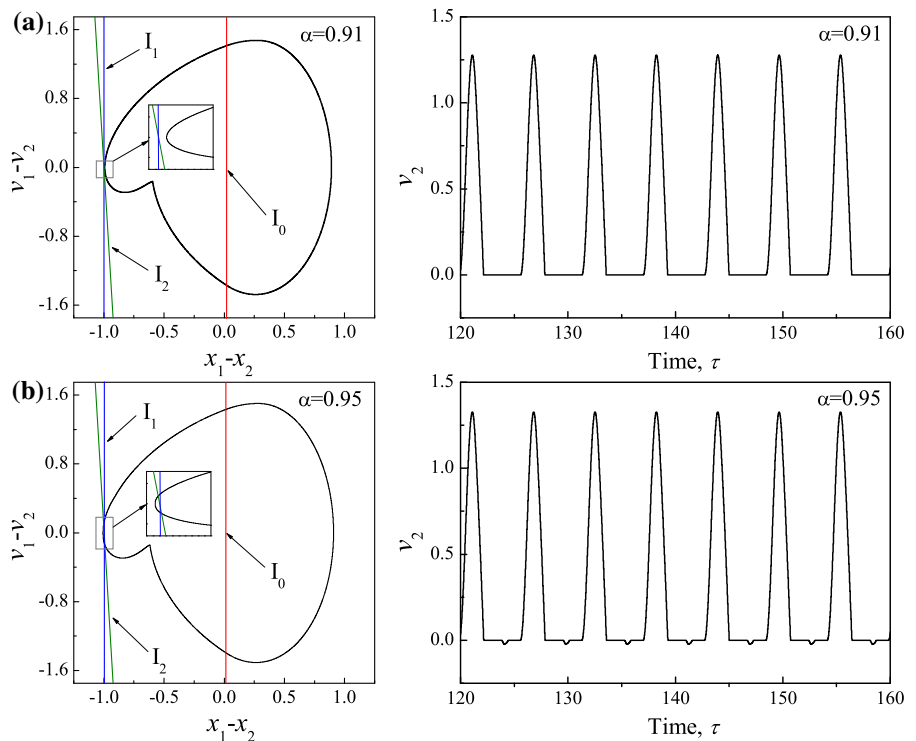 (a)
α=0.91
I₁
I₀
I₂
v₁-v₂
1.6
0.8
0.0
-0.8
-1.6
-1.0
-0.5
0.0
0.5
1.0
x₁-x₂
α=0.91
v₂
1.5
1.0
0.5
0.0
120
130
140
150
160
Time, τ
(b)
α=0.95
I₁
I₀
I₂
v₁-v₂
1.6
0.8
0.0
-0.8
-1.6
-1.0
-0.5
0.0
0.5
1.0
x₁-x₂
α=0.95
v₂
1.5
1.0
0.5
0.0
120
130
140
150
160
Time, τ